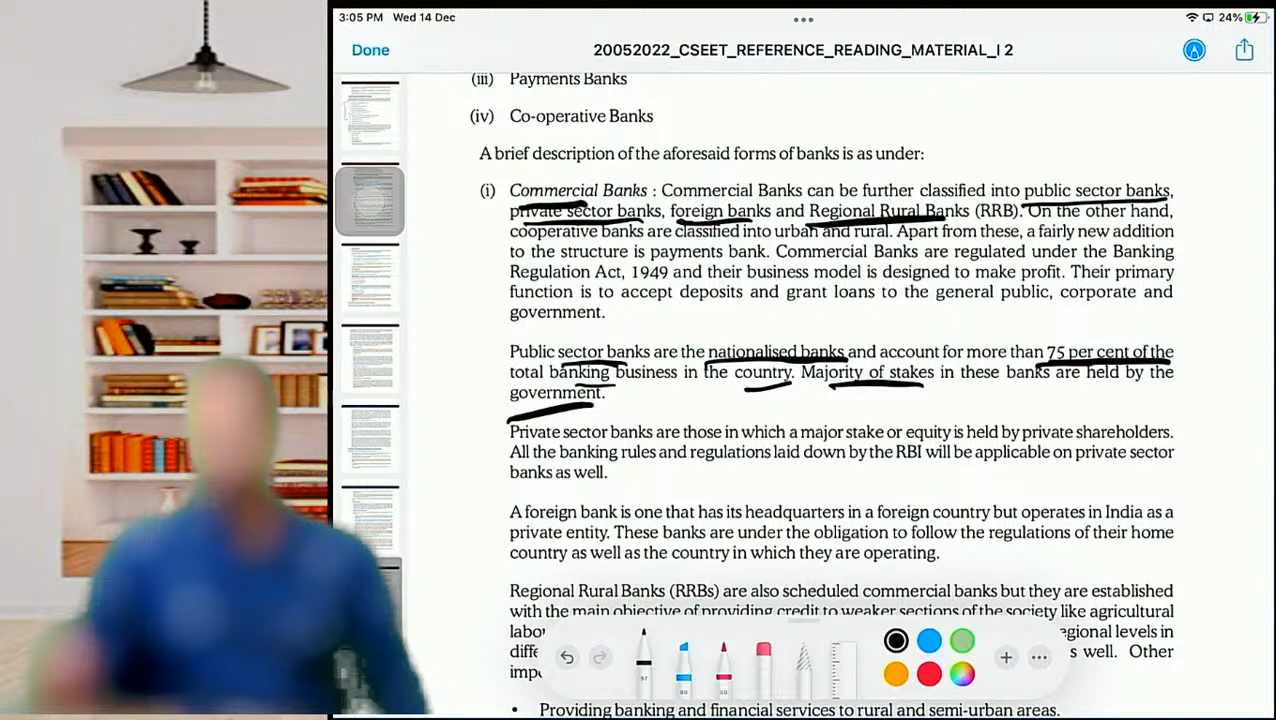 3:05 PM Wed 14 Dec
24%
Done
20052022_CSEET_REFERENCE_READING_MATERIAL_I 2
(iii) Payments Banks
(iv) Co-operative Banks
A brief description of the aforesaid forms of banks is as under:
(i) Commercial Banks : Commercial Banks can be further classified into public sector banks,
private sector banks, foreign banks and Regional Rural Bank (RRB). On the other hand,
cooperative banks are classified into urban and rural. Apart from these, a fairly new addition
to the structure is payments bank. Commercial Banks are regulated under the Banking
Regulation Act, 1949 and their business model is designed to make profit. Their primary
function is to accept deposits and grant loans to the general public, corporate and
government.
Public sector banks are the nationalised banks and account for more than 75 per cent of the
total banking business in the country. Majority of stakes in these banks are held by the
government.
Private sector banks are those in which major stake or equity is held by private shareholders.
All the banking rules and regulations laid down by the RBI will be applicable on private sector
banks as well.
A foreign bank is one that has its headquarters in a foreign country but operates in India as a
private entity. These banks are under the obligation to follow the regulations of their home
country as well as the country in which they are operating.
Regional Rural Banks (RRBs) are also scheduled commercial banks but they are established
with the main objective of providing credit to weaker sections of the society like agricultural
egional levels in
s well. Other
• Providing banking and financial services to rural and semi-urban areas.